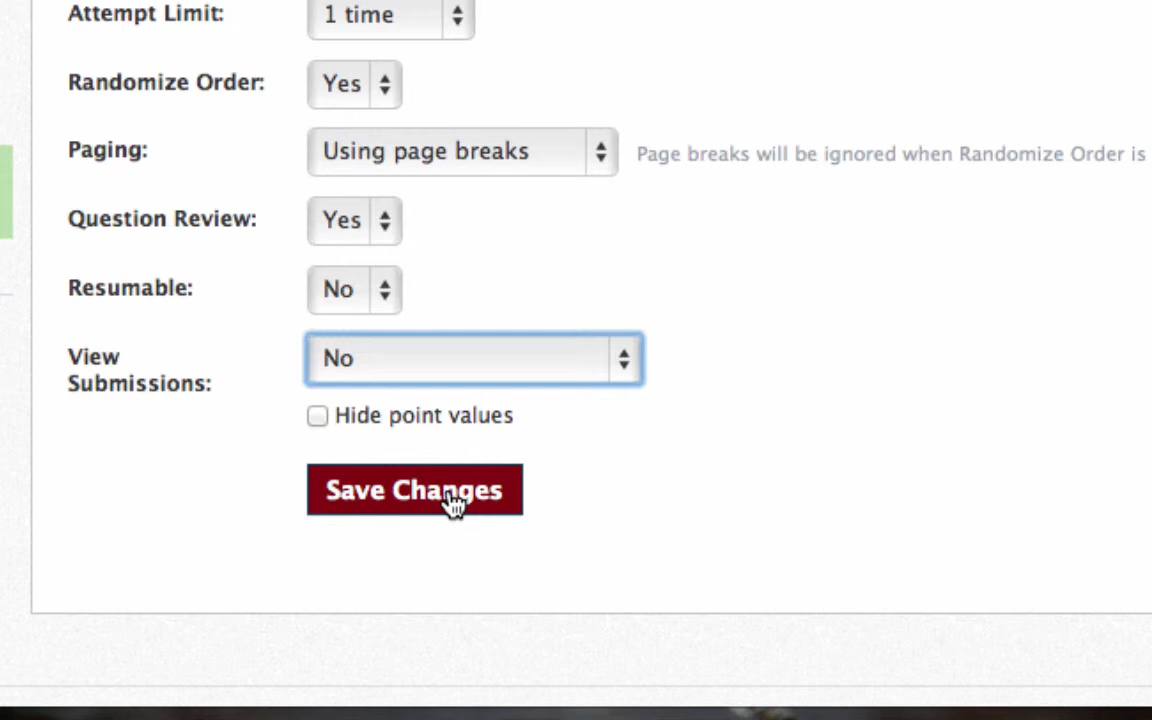 Attempt Limit: 1 time
Randomize Order: Yes
Paging: Using page breaks Page breaks will be ignored when Randomize Order is
Question Review: Yes
Resumable: No
View
Submissions: No
Hide point values
Save Changes